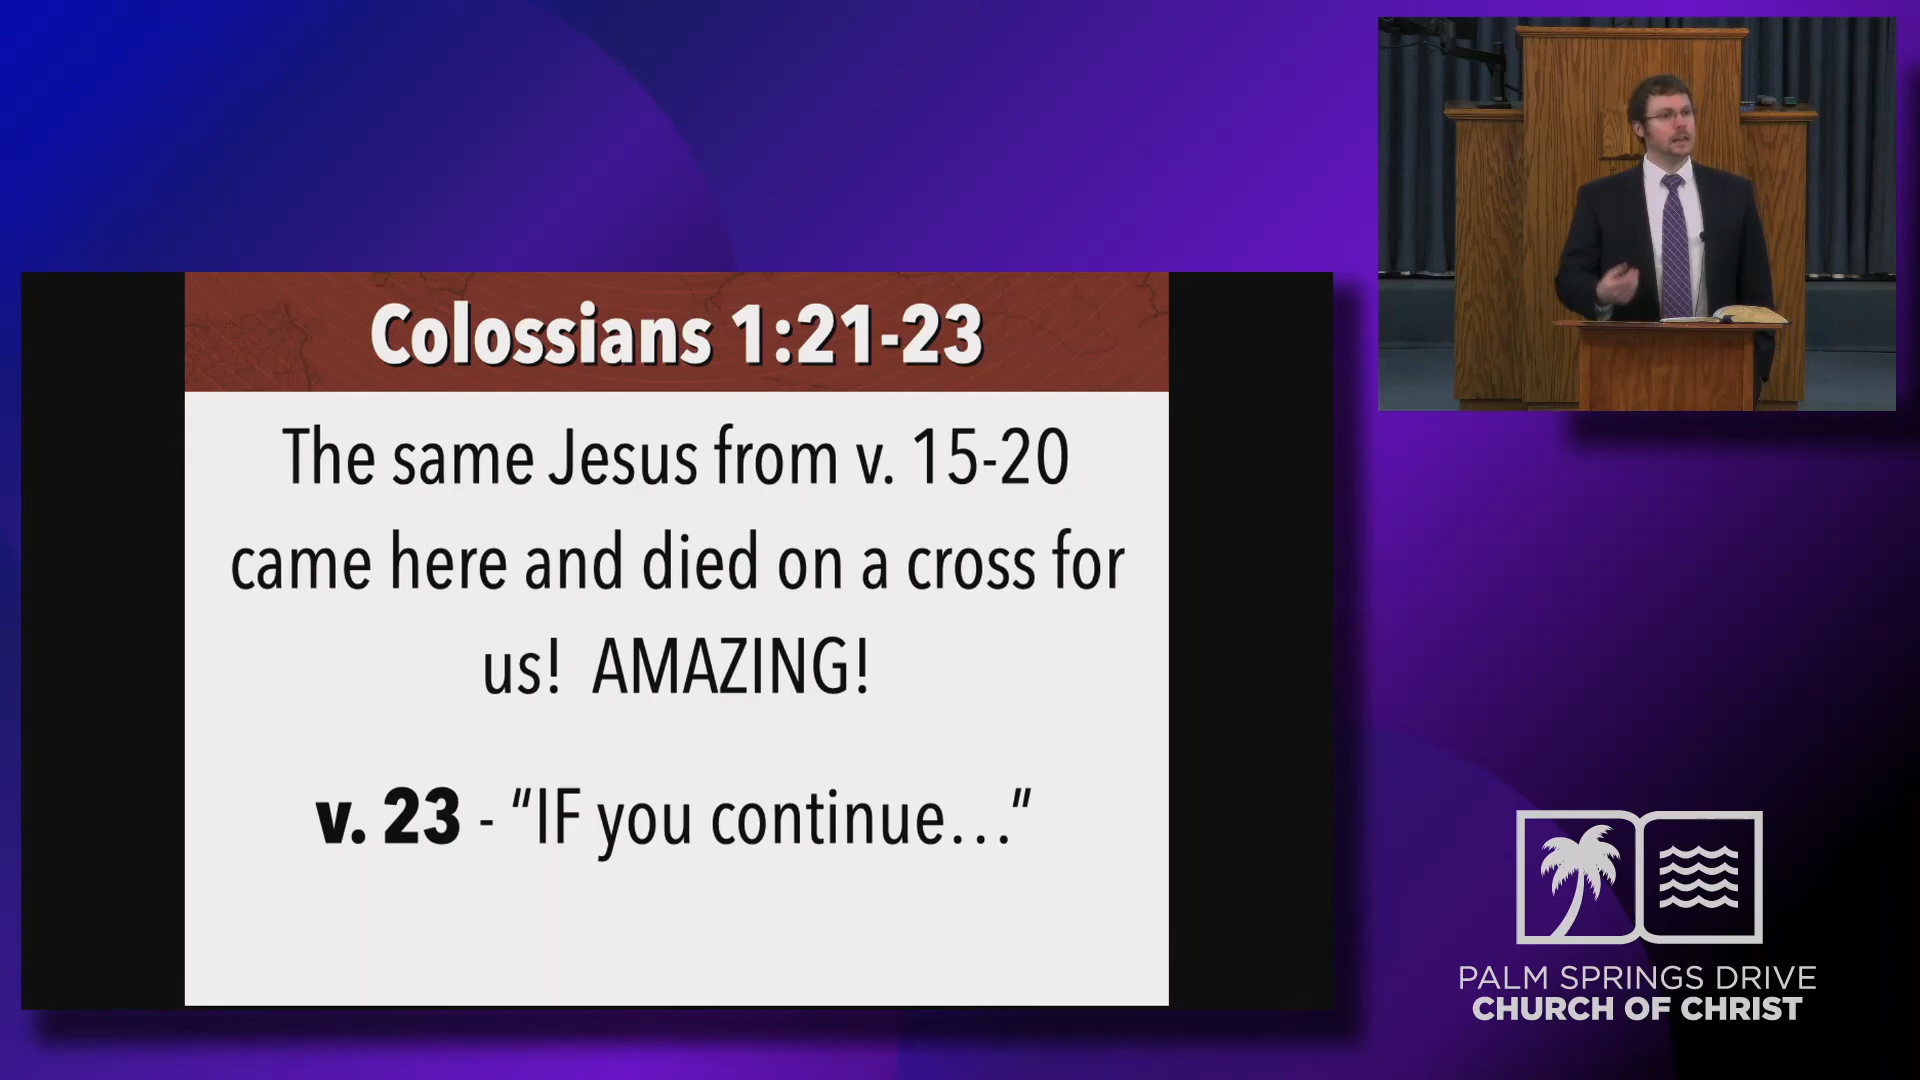 Colossians 1:21-23
The same Jesus from v. 15-20
came here and died on a cross for
us!  AMAZING!
v. 23 - “IF you continue…”
PALM SPRINGS DRIVE
CHURCH OF CHRIST